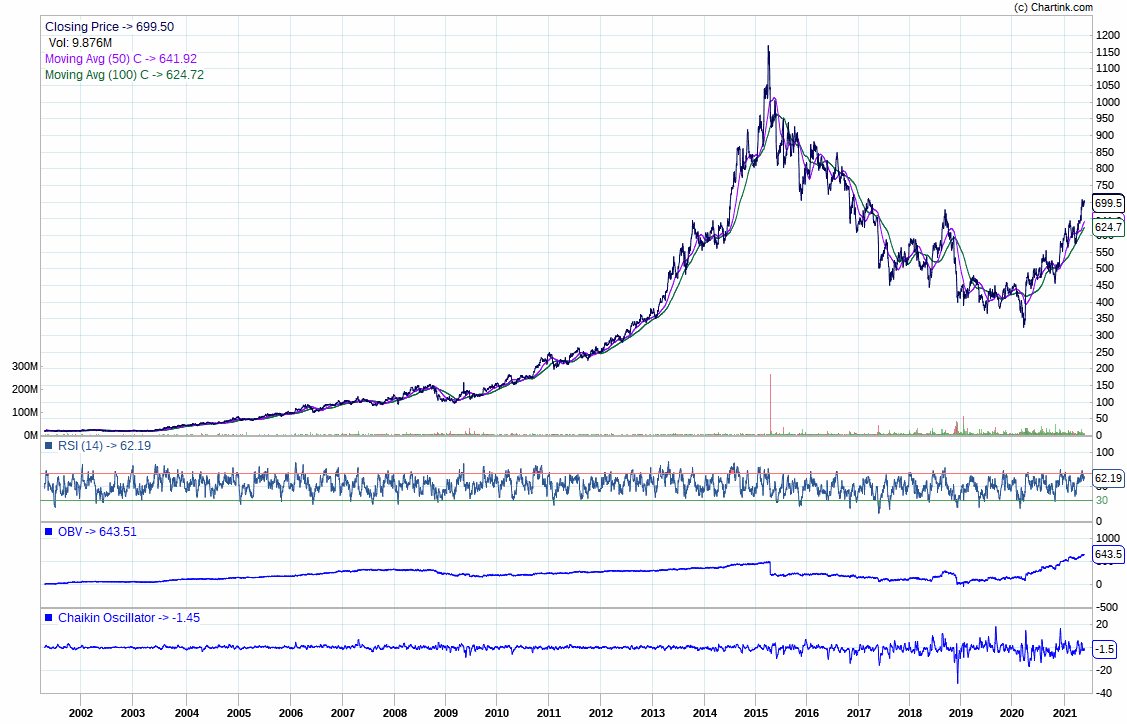 (c) Chartink.com
Closing Price -> 699.50
Vol: 9.876M
Moving Avg (50) C -> 641.92
Moving Avg (100) C -> 624.72
1200
1150
1100
1050
1000
950
900
850
800
750
699.5
624.7
550
500
450
400
350
300
250
200
150
100
50
0
300M
200M
100M
0M
RSI (14) -> 62.19
100
62.19
30
0
OBV -> 643.51
1000
643.5
0
-500
Chaikin Oscillator -> -1.45
20
-1.5
-20
-40
2002 2003 2004 2005 2006 2007 2008 2009 2010 2011 2012 2013 2014 2015 2016 2017 2018 2019 2020 2021